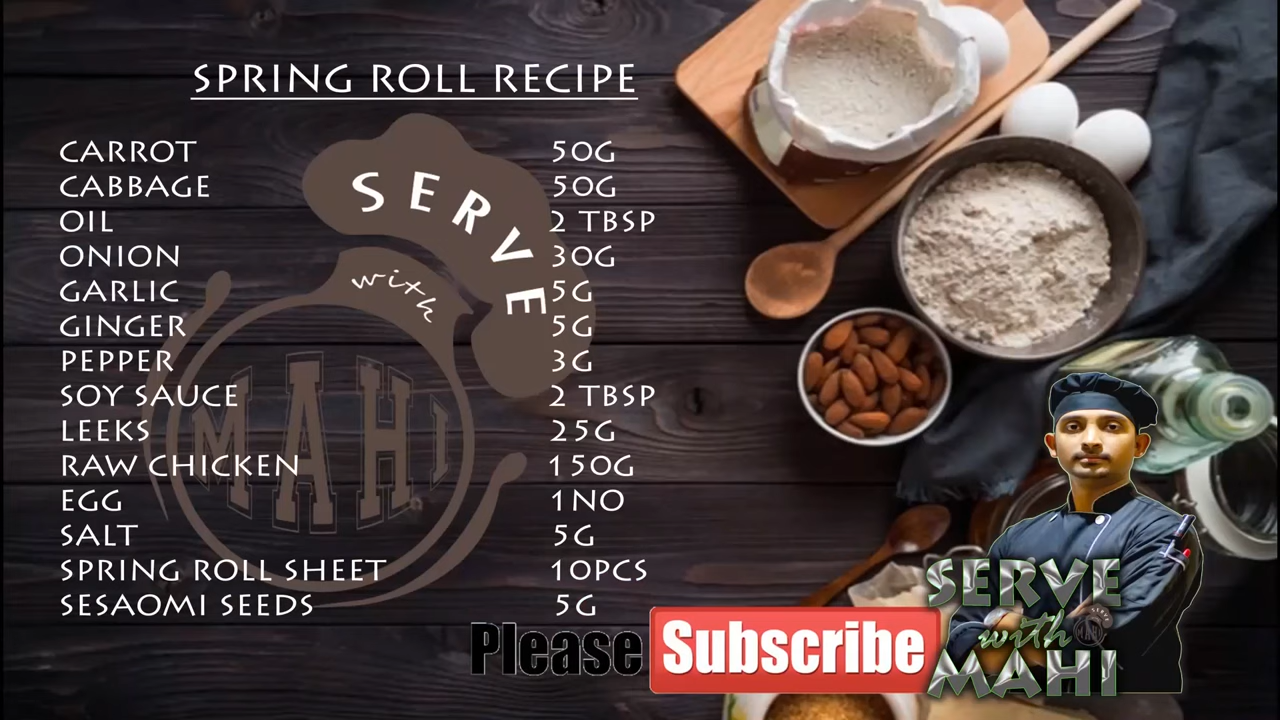 SPRING ROLL RECIPE
CARROT 50G
CABBAGE 50G
OIL 2 TBSP
ONION 30G
GARLIC 5G
GINGER 5G
PEPPER 3G
SOY SAUCE 2 TBSP
LEEKS 25G
RAW CHICKEN 150G
EGG 1NO
SALT 5G
SPRING ROLL SHEET 10PCS
SESAOMI SEEDS 5G
SERVE
with
MAHI
Please Subscribe
SERVE
with
MAHI